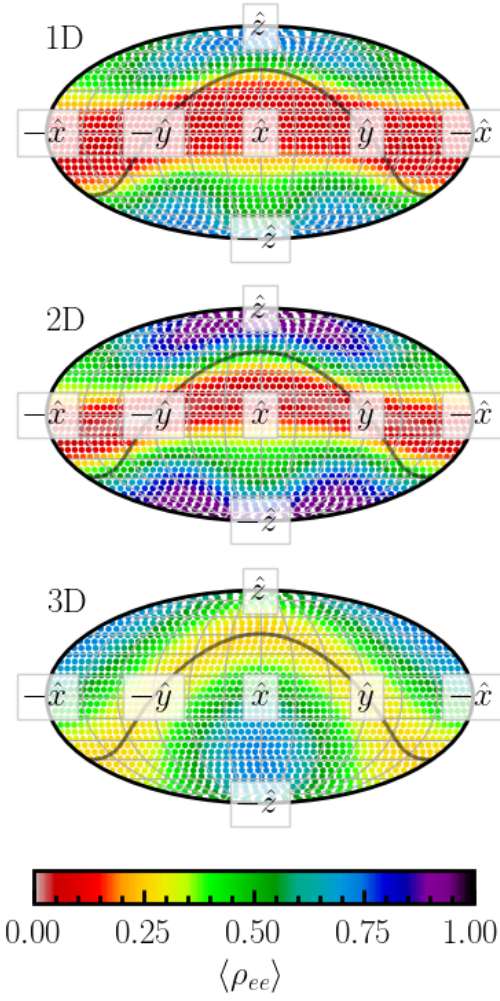 1D
ẑ
−x̂ −ŷ x̂ ŷ −x̂
−ẑ
2D
ẑ
−x̂ −ŷ x̂ ŷ −x̂
−ẑ
3D
ẑ
−x̂ −ŷ x̂ ŷ −x̂
−ẑ
0.00 0.25 0.50 0.75 1.00
⟨ρₑₑ⟩